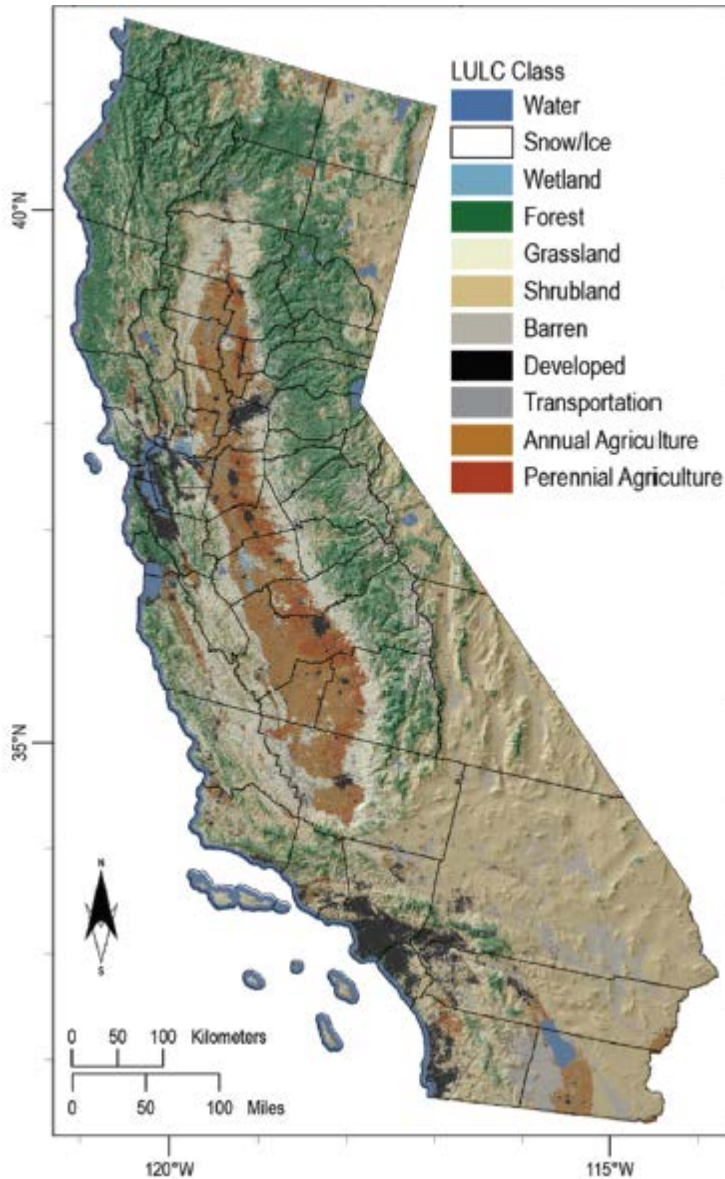 LULC Class
Water
Snow/Ice
Wetland
Forest
Grassland
Shrubland
Barren
Developed
Transportation
Annual Agriculture
Perennial Agriculture
40°N
35°N
N
S
0 50 100 Kilometers
0 50 100 Miles
120°W
115°W